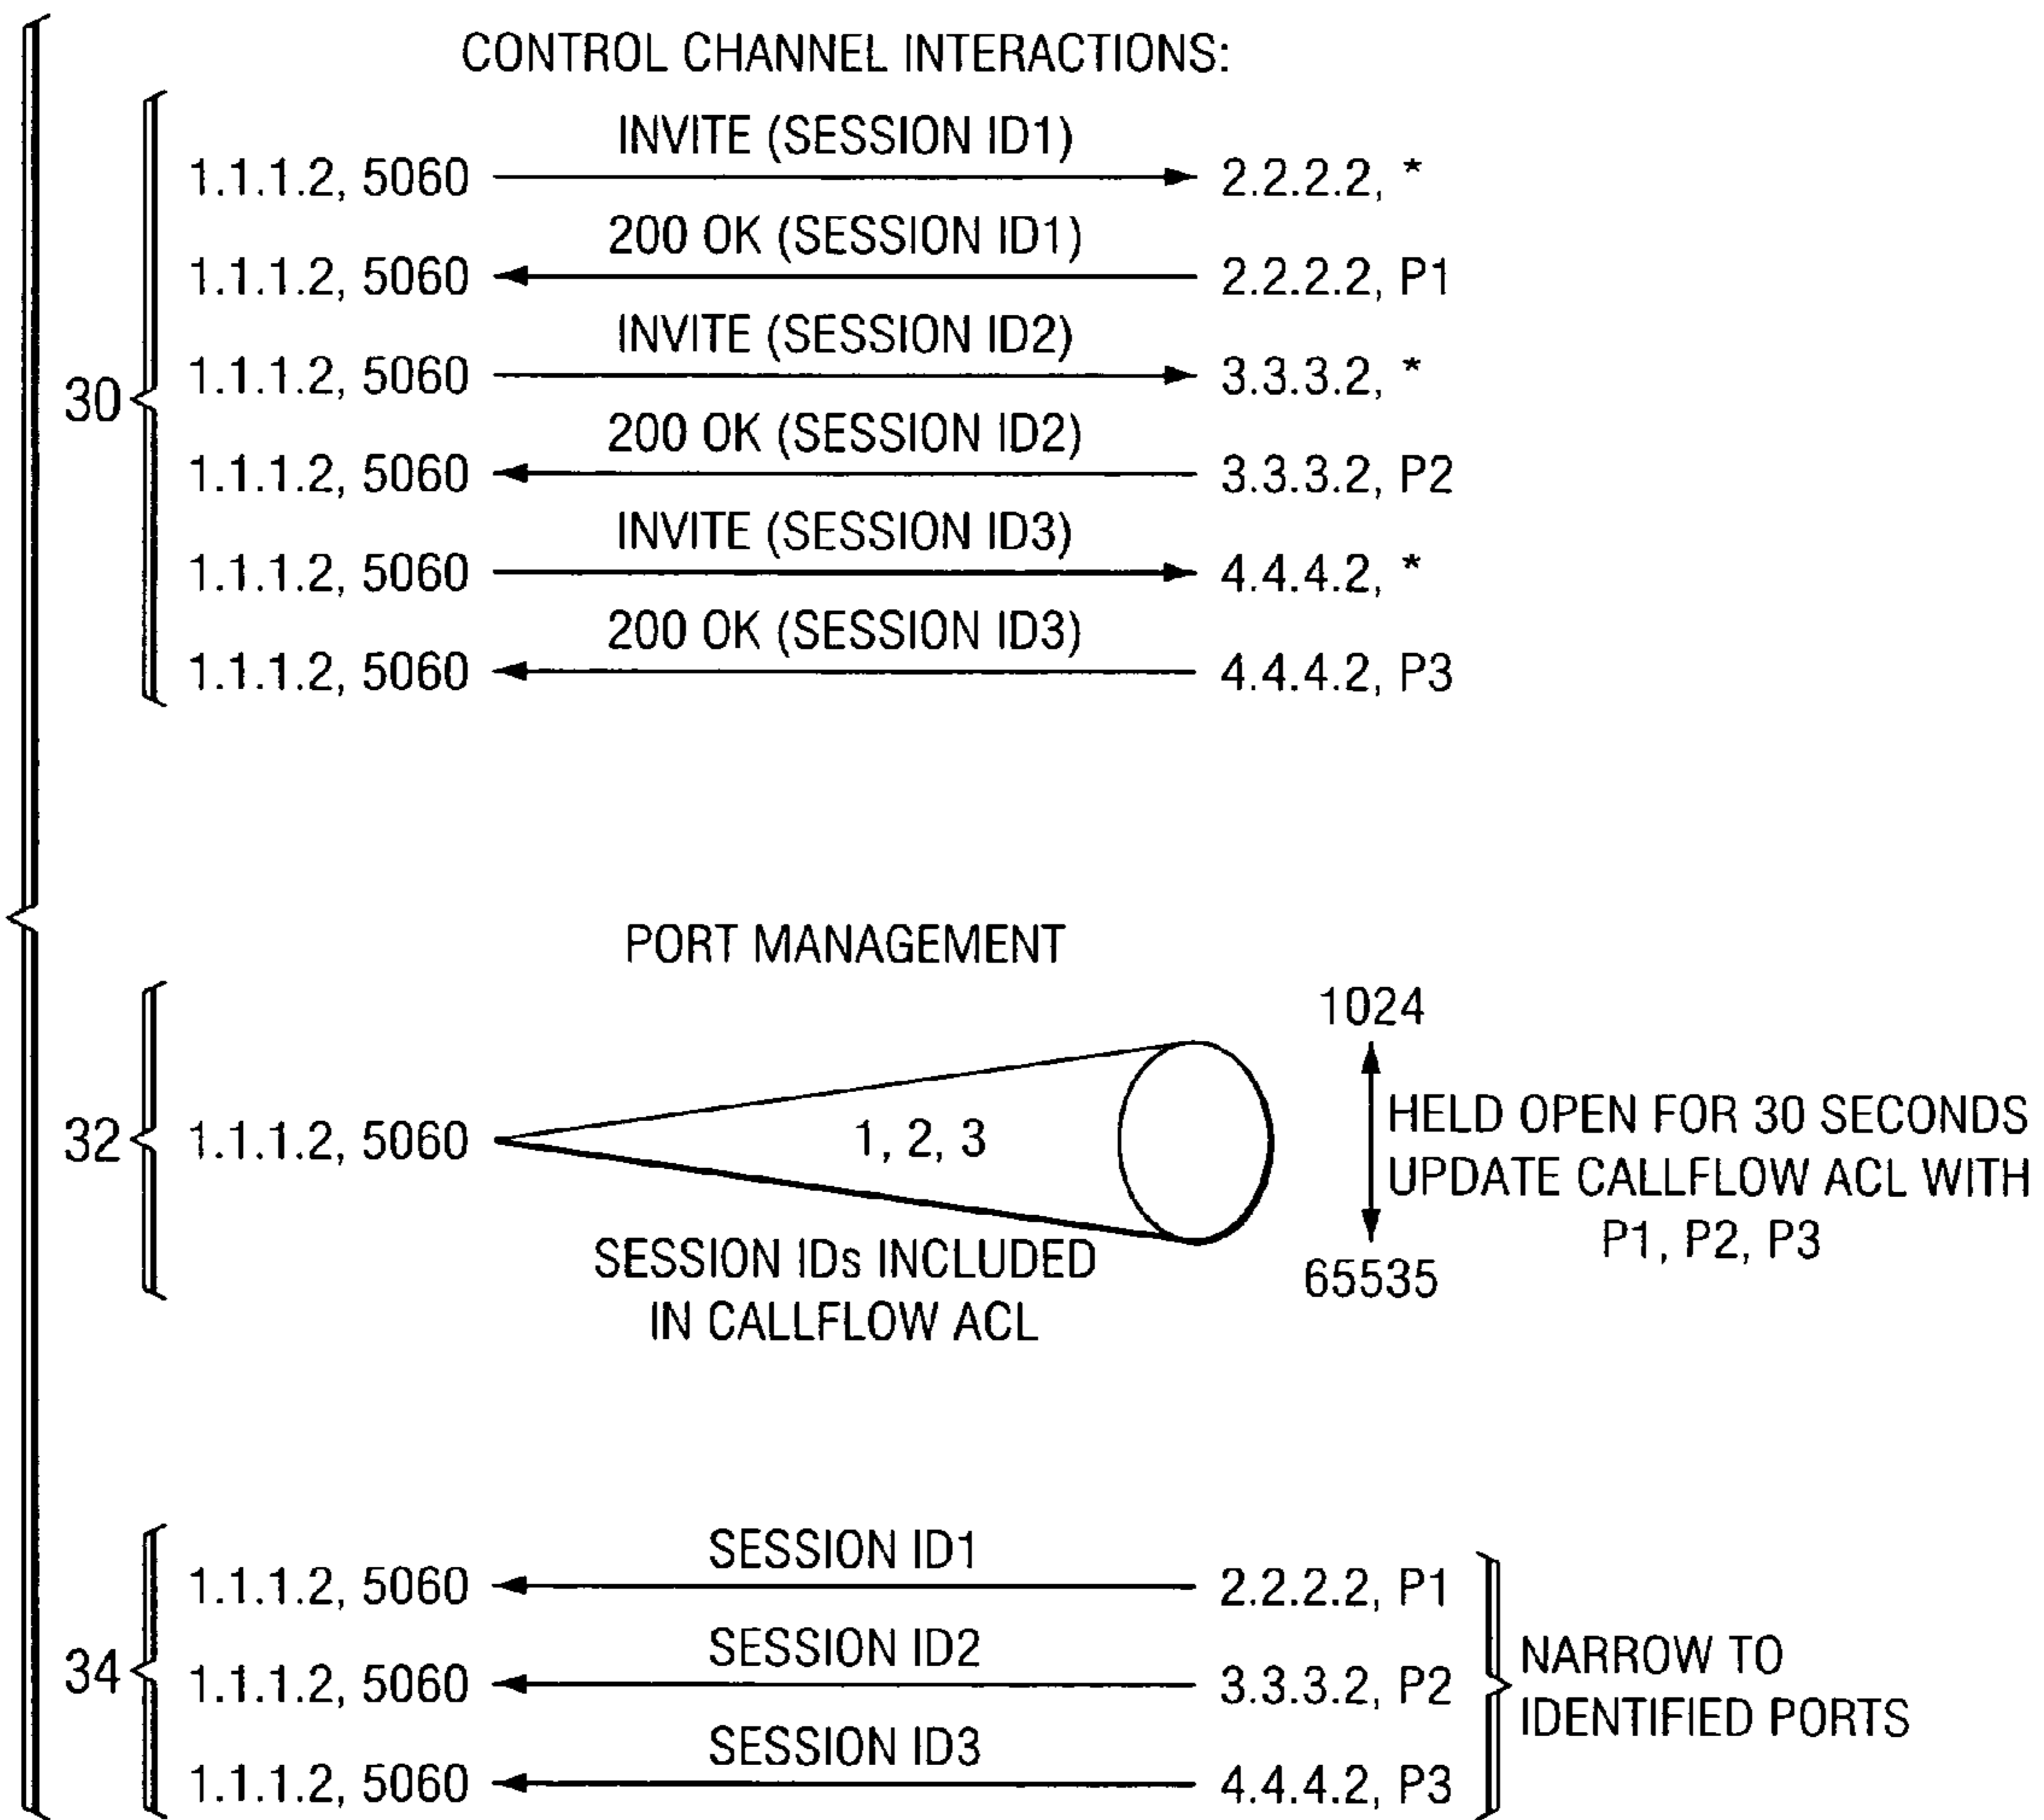 CONTROL CHANNEL INTERACTIONS:
INVITE (SESSION ID1)
1.1.1.2, 5060 2.2.2.2, *
200 OK (SESSION ID1)
1.1.1.2, 5060 2.2.2.2, P1
INVITE (SESSION ID2)
1.1.1.2, 5060 3.3.3.2, *
30
200 OK (SESSION ID2)
1.1.1.2, 5060 3.3.3.2, P2
INVITE (SESSION ID3)
1.1.1.2, 5060 4.4.4.2, *
200 OK (SESSION ID3)
1.1.1.2, 5060 4.4.4.2, P3
PORT MANAGEMENT
32
1.1.1.2, 5060
1, 2, 3
SESSION IDs INCLUDED
IN CALLFLOW ACL
1024
65535
HELD OPEN FOR 30 SECONDS
UPDATE CALLFLOW ACL WITH
P1, P2, P3
34
SESSION ID1
1.1.1.2, 5060 2.2.2.2, P1
SESSION ID2
1.1.1.2, 5060 3.3.3.2, P2
SESSION ID3
1.1.1.2, 5060 4.4.4.2, P3
NARROW TO
IDENTIFIED PORTS